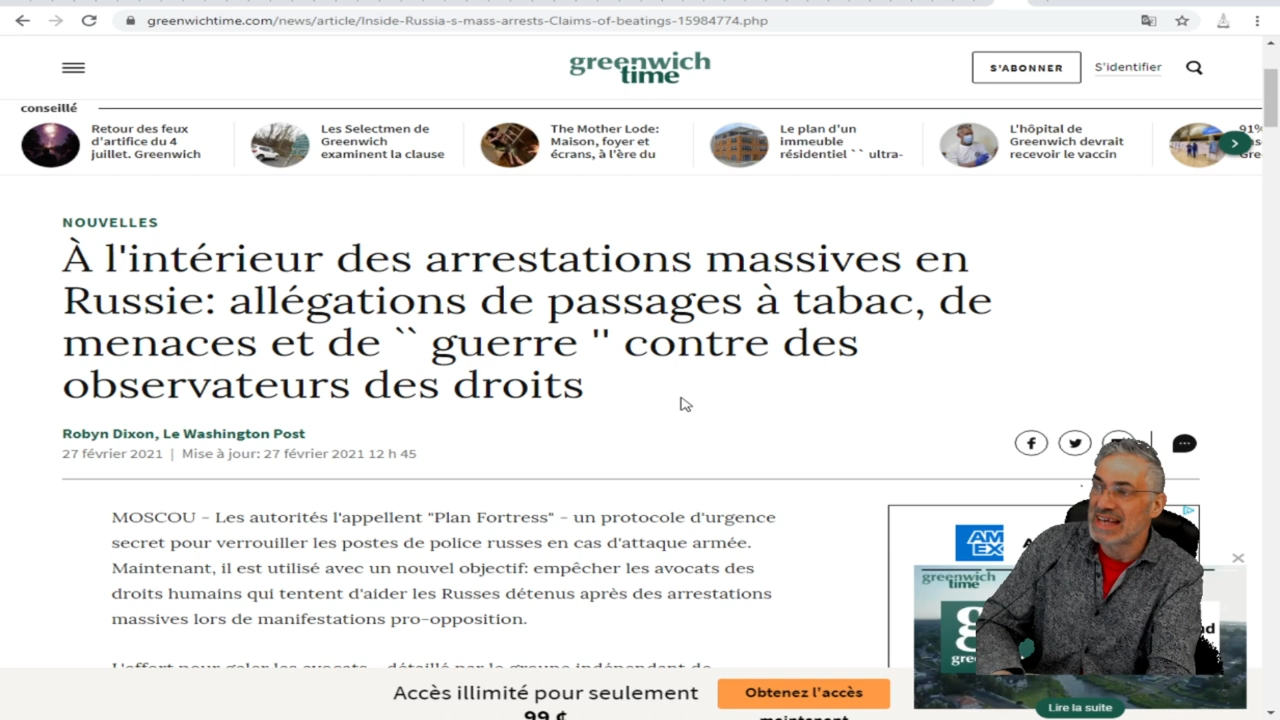 greenwichtime.com/news/article/Inside-Russia-s-mass-arrests-Claims-of-beatings-15984774.php
greenwich
time
S'ABONNER
S'identifier
conseillé
Retour des feux
d'artifice du 4
juillet. Greenwich
Les Selectmen de
Greenwich
examinent la clause
The Mother Lode:
Maison, foyer et
écrans, à l'ère du
Le plan d'un
immeuble
résidentiel `` ultra-
L'hôpital de
Greenwich devrait
recevoir le vaccin
91%
NOUVELLES
À l'intérieur des arrestations massives en
Russie: allégations de passages à tabac, de
menaces et de `` guerre '' contre des
observateurs des droits
Robyn Dixon, Le Washington Post
27 février 2021 | Mise à jour: 27 février 2021 12 h 45
MOSCOU - Les autorités l'appellent "Plan Fortress" - un protocole d'urgence
secret pour verrouiller les postes de police russes en cas d'attaque armée.
Maintenant, il est utilisé avec un nouvel objectif: empêcher les avocats des
droits humains qui tentent d'aider les Russes détenus après des arrestations
massives lors de manifestations pro-opposition.
AM
EX
greenwich
time
g
gre
nd
Accès illimité pour seulement
99 ¢
Obtenez l'accès
maintenant
Lire la suite